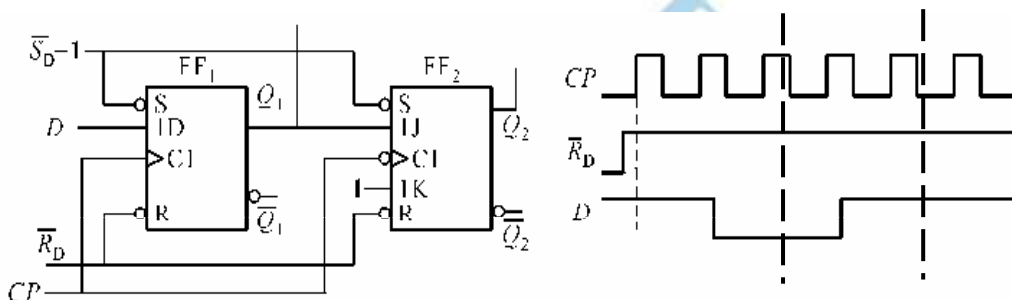 S̅D-1
FF1
FF2
S
1D
C1
R
D
Q1
Q̅1
S
1J
C1
1
1K
R
Q2
Q̅2
R̅D
CP
CP
R̅D
D